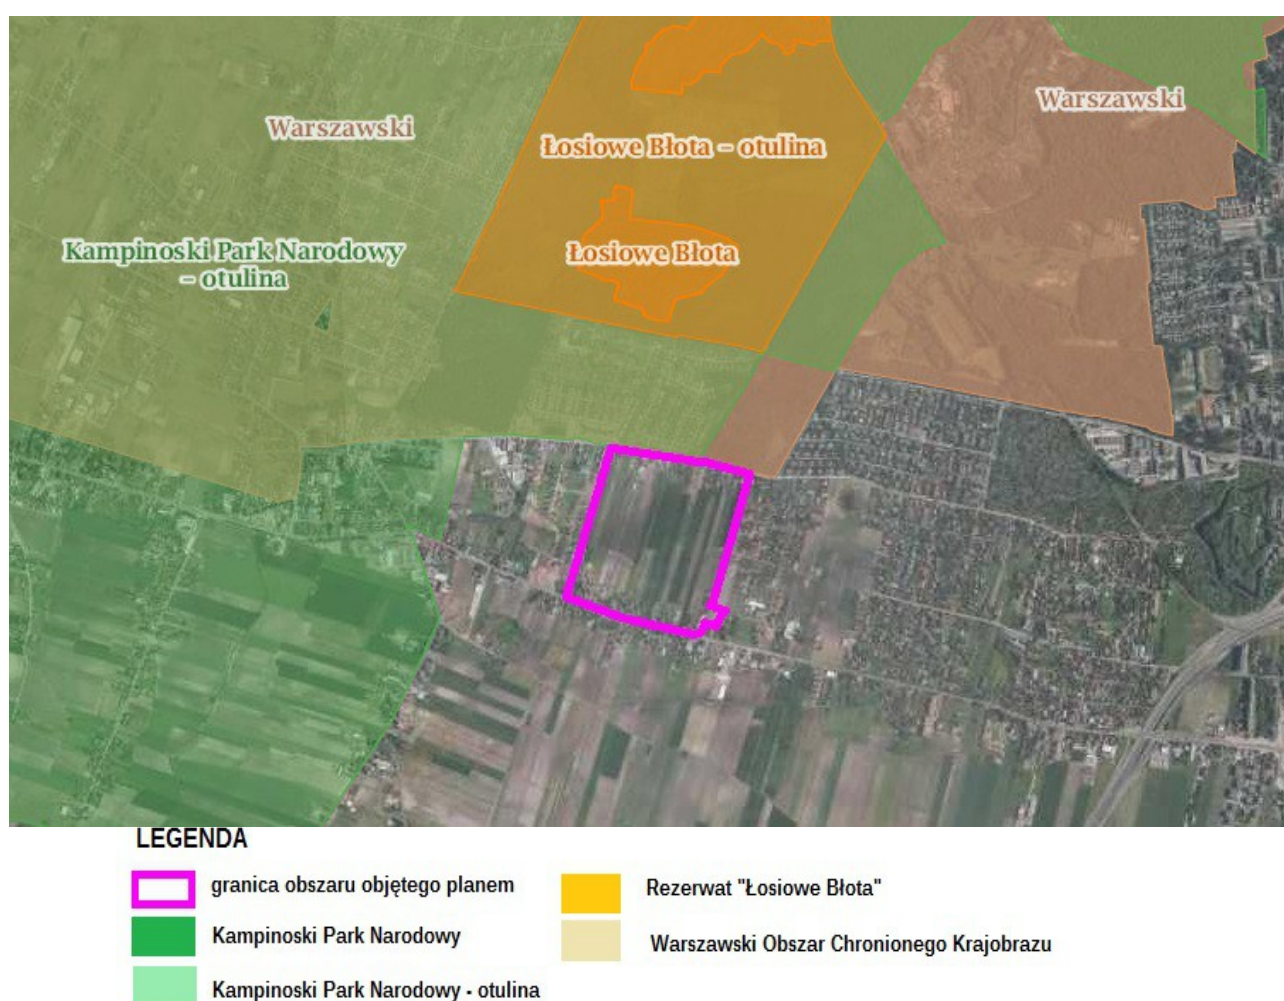 Warszawski
Warszawski
Łosiowe Błota – otulina
Łosiowe Błota
Kampinoski Park Narodowy
– otulina
LEGENDA
granica obszaru objętego planem
Kampinoski Park Narodowy
Kampinoski Park Narodowy - otulina
Rezerwat "Łosiowe Błota"
Warszawski Obszar Chronionego Krajobrazu